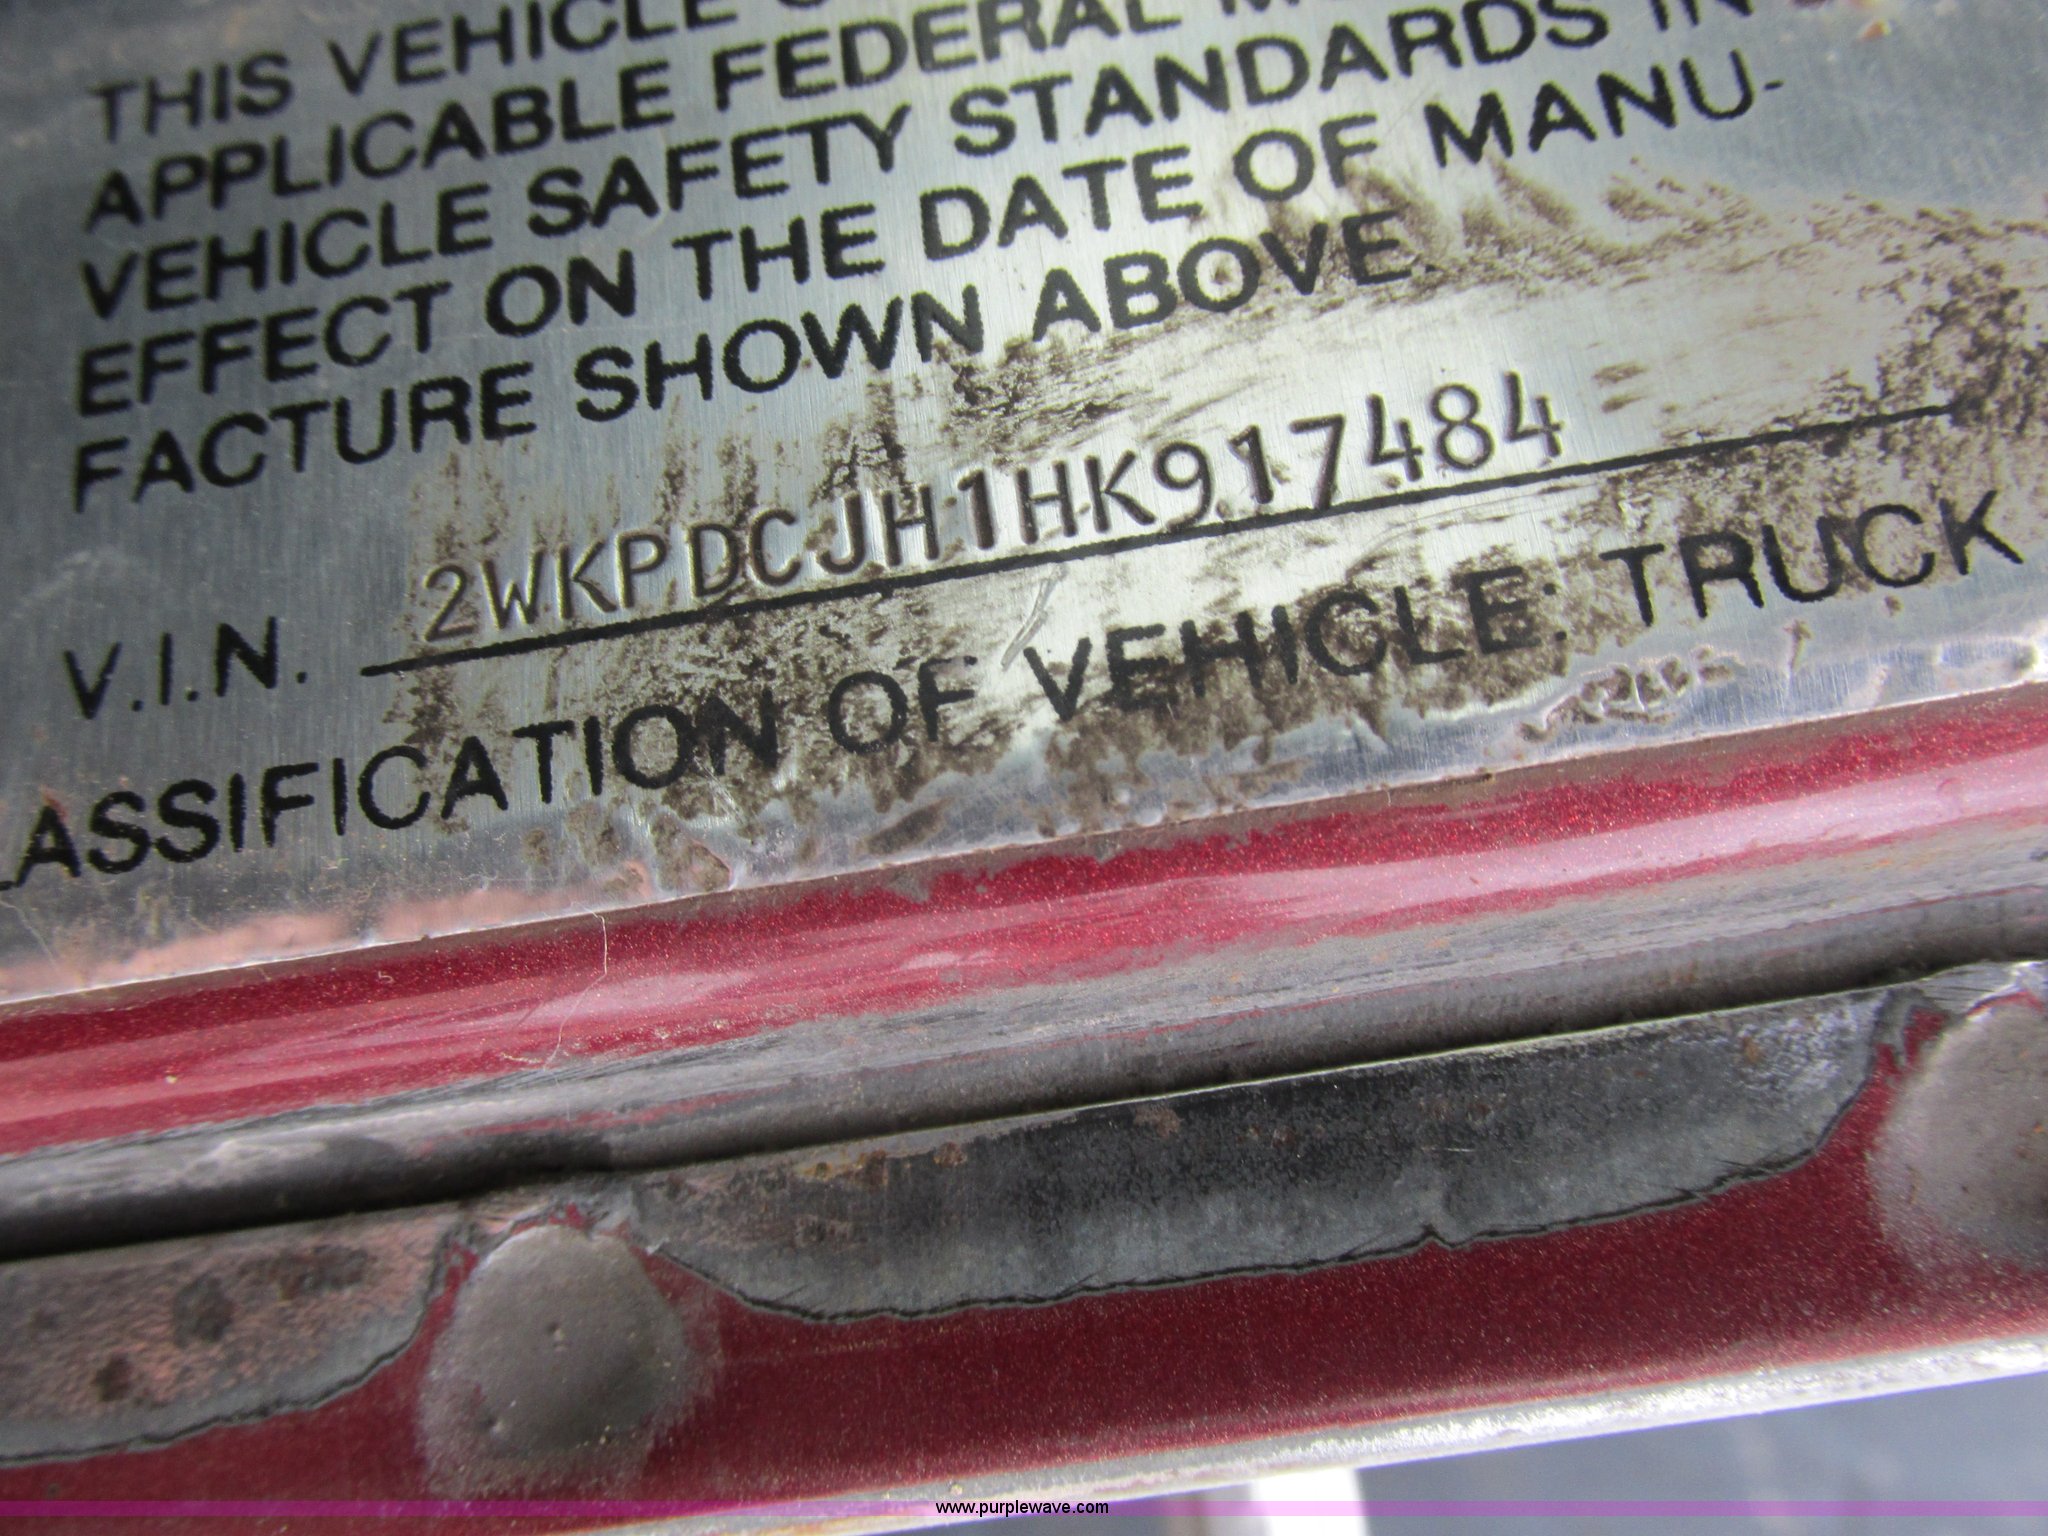 THIS VEHICLE
APPLICABLE FEDERAL
VEHICLE SAFETY STANDARDS IN
EFFECT ON THE DATE OF MANU-
FACTURE SHOWN ABOVE.
V.I.N. 2WKPDCJH1HK917484
LASSIFICATION OF VEHICLE: TRUCK
www.purplewave.com